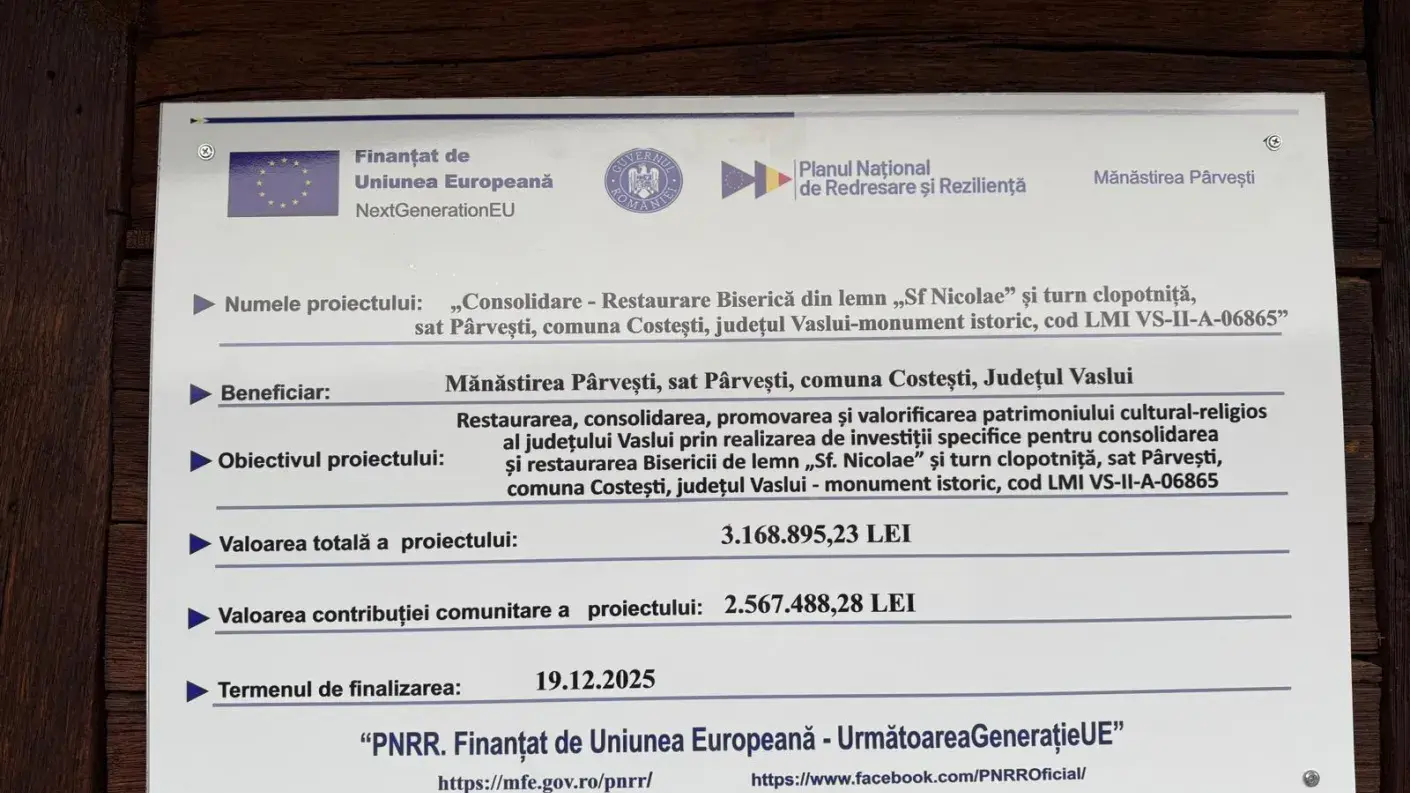 Finanțat de
Uniunea Europeană
NextGenerationEU
GUVERNUL ROMÂNIEI
Planul Național
de Redresare și Reziliență
Mănăstirea Pârvești
Numele proiectului: „Consolidare - Restaurare Biserică din lemn „Sf Nicolae” și turn clopotniță,
sat Pârvești, comuna Costești, județul Vaslui-monument istoric, cod LMI VS-II-A-06865”
Beneficiar: Mănăstirea Pârvești, sat Pârvești, comuna Costești, Județul Vaslui
Restaurarea, consolidarea, promovarea și valorificarea patrimoniului cultural-religios
al județului Vaslui prin realizarea de investiții specifice pentru consolidarea
Obiectivul proiectului: și restaurarea Bisericii de lemn „Sf. Nicolae” și turn clopotniță, sat Pârvești,
comuna Costești, județul Vaslui - monument istoric, cod LMI VS-II-A-06865
Valoarea totală a proiectului: 3.168.895,23 LEI
Valoarea contribuției comunitare a proiectului: 2.567.488,28 LEI
Termenul de finalizarea: 19.12.2025
“PNRR. Finanțat de Uniunea Europeană - UrmătoareaGenerațieUE”
https://mfe.gov.ro/pnrr/ https://www.facebook.com/PNRROficial/